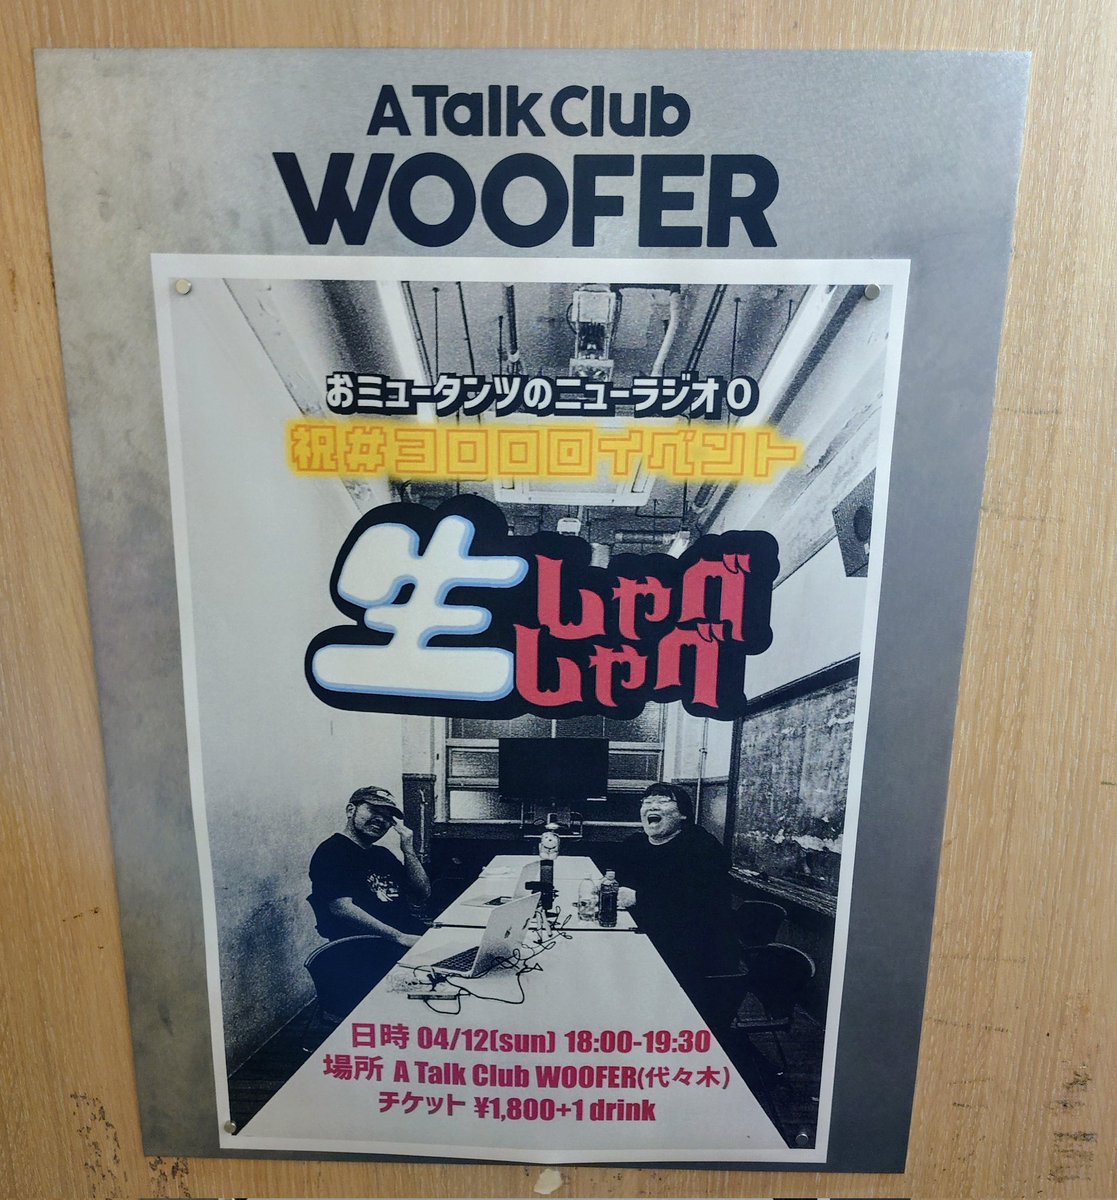 A Talk Club
WOOFER
おミュータンツのニューラジオ0
祝#300回イベント
生しゃべ
しゃべ
日時 04/12(sun) 18:00-19:30
場所 A Talk Club WOOFER(代々木)
チケット ¥1,800+1 drink